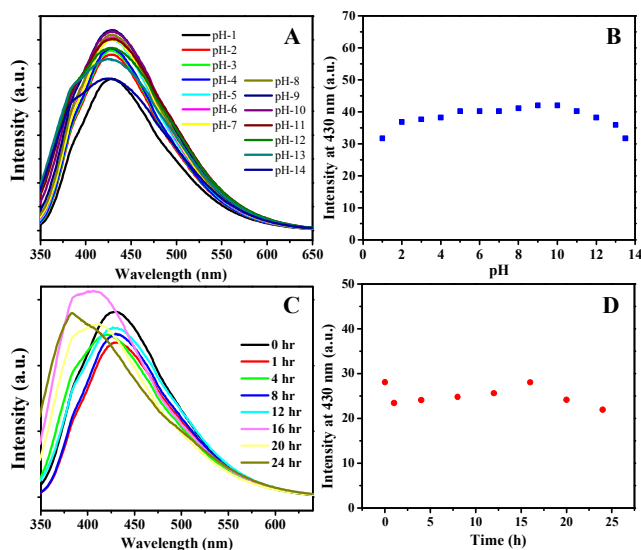 A
pH-1
pH-2
pH-3
pH-4
pH-5
pH-6
pH-7
pH-8
pH-9
pH-10
pH-11
pH-12
pH-13
pH-14
Intensity (a.u.)
350 400 450 500 550 600 650
Wavelength (nm)
B
Intensity at 430 nm (a.u.)
70
60
50
40
30
20
10
0
0 2 4 6 8 10 12 14
pH
C
0 hr
1 hr
4 hr
8 hr
12 hr
16 hr
20 hr
24 hr
Intensity (a.u.)
350 400 450 500 550 600
Wavelength (nm)
D
Intensity at 430 nm (a.u.)
50
40
30
20
10
0
0 5 10 15 20 25
Time (h)